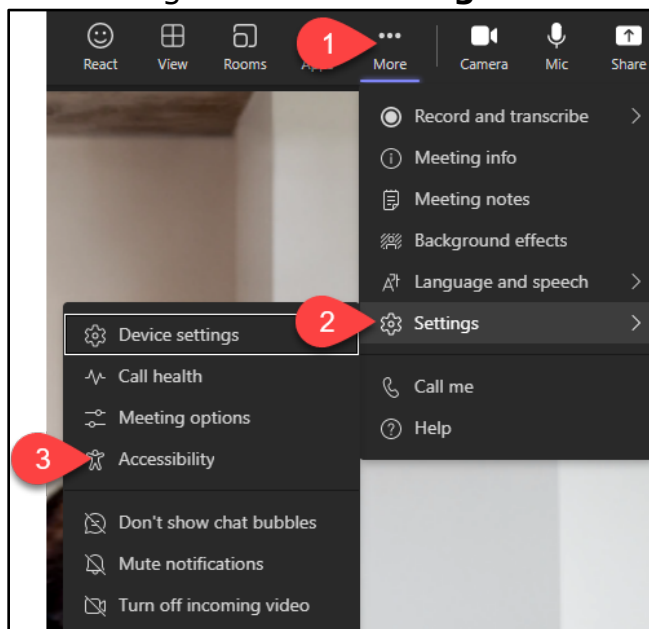 1
React View Rooms Apps More Camera Mic Share
Record and transcribe
Meeting info
Meeting notes
Background effects
Language and speech
2 Settings
Call me
Help
Device settings
Call health
Meeting options
3 Accessibility
Don't show chat bubbles
Mute notifications
Turn off incoming video